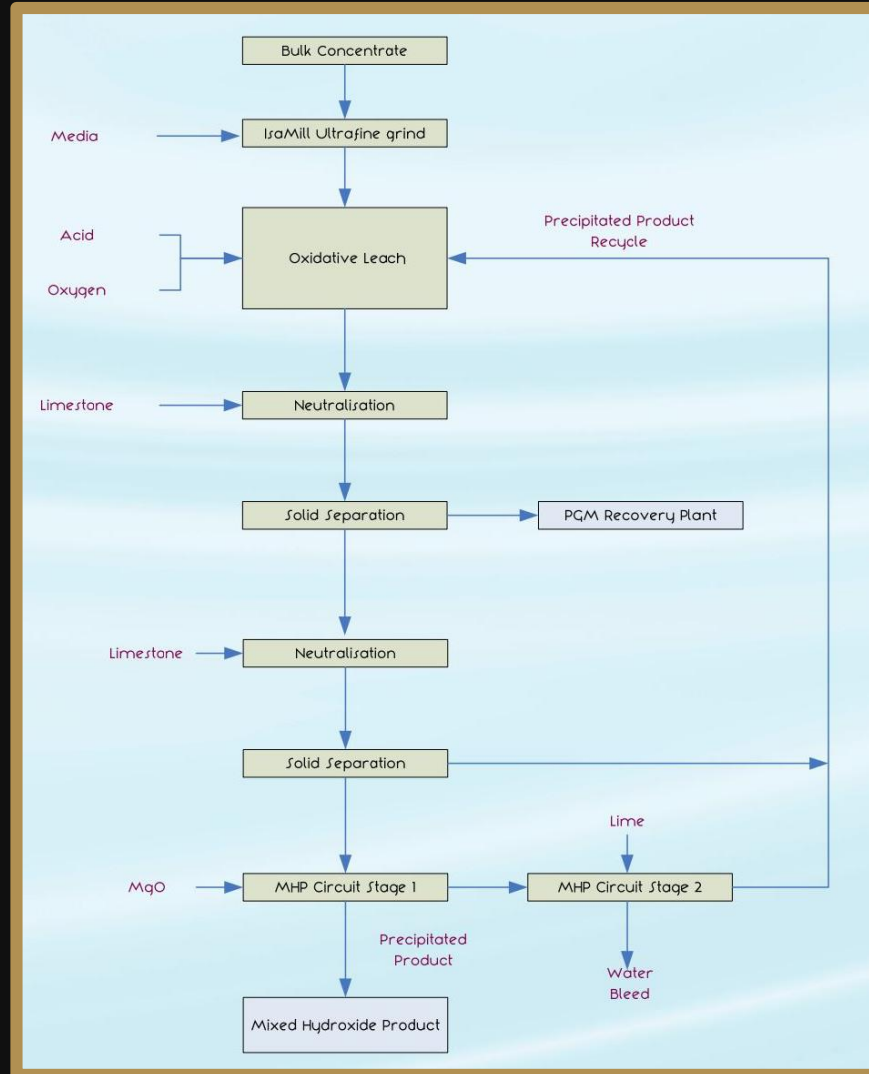 Bulk Concentrate
Media
IsaMill Ultrafine grind
Acid
Oxygen
Oxidative Leach
Precipitated Product
Recycle
Limestone
Neutralisation
Solid Separation
PGM Recovery Plant
Limestone
Neutralisation
Solid Separation
Lime
MgO
MHP Circuit Stage 1
MHP Circuit Stage 2
Precipitated
Product
Water
Bleed
Mixed Hydroxide Product